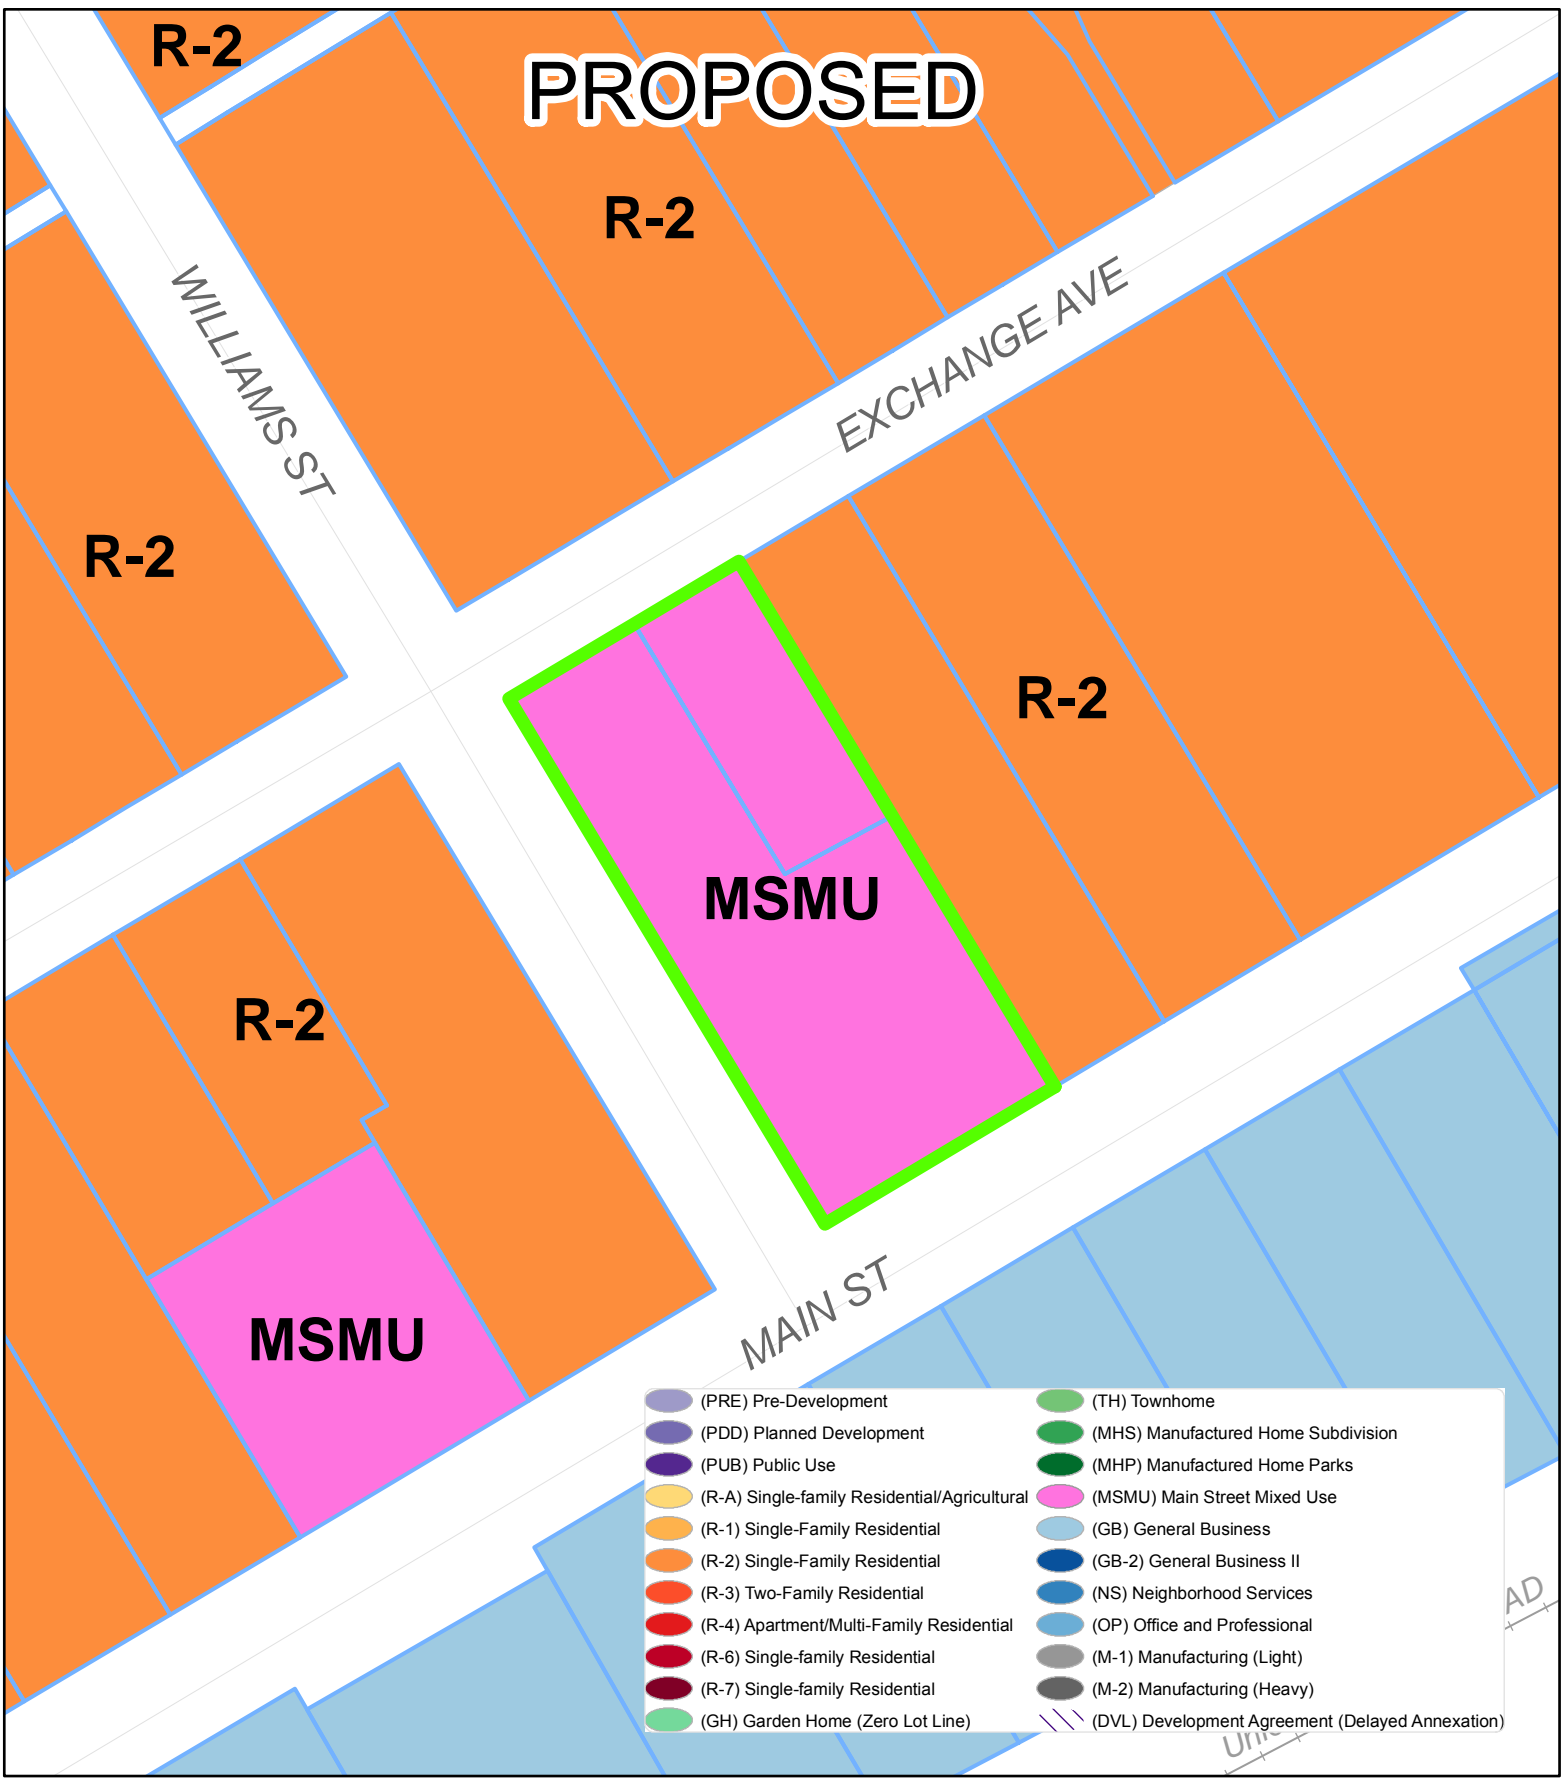 R-2
PROPOSED
R-2
WILLIAMS ST
EXCHANGE AVE
R-2
R-2
MSMU
R-2
MSMU
MAIN ST
(PRE) Pre-Development
(PDD) Planned Development
(PUB) Public Use
(R-A) Single-family Residential/Agricultural
(R-1) Single-Family Residential
(R-2) Single-Family Residential
(R-3) Two-Family Residential
(R-4) Apartment/Multi-Family Residential
(R-6) Single-family Residential
(R-7) Single-family Residential
(GH) Garden Home (Zero Lot Line)
(TH) Townhome
(MHS) Manufactured Home Subdivision
(MHP) Manufactured Home Parks
(MSMU) Main Street Mixed Use
(GB) General Business
(GB-2) General Business II
(NS) Neighborhood Services
(OP) Office and Professional
(M-1) Manufacturing (Light)
(M-2) Manufacturing (Heavy)
(DVL) Development Agreement (Delayed Annexation)